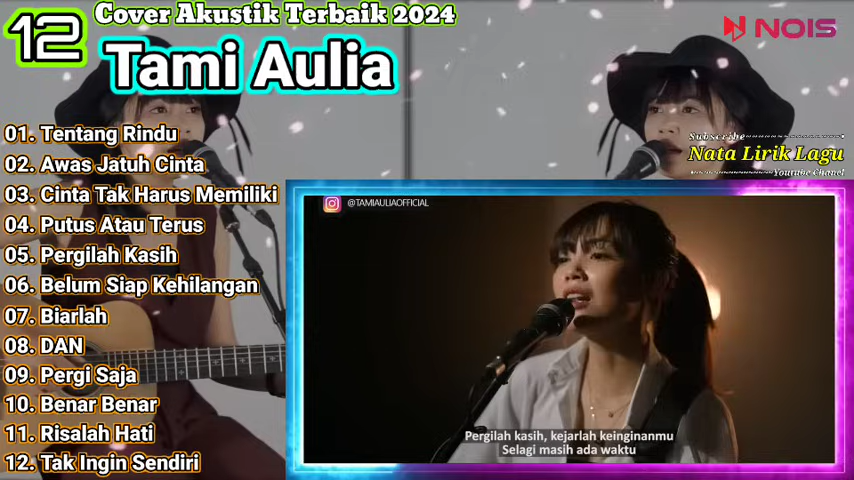 12
Cover Akustik Terbaik 2024
Tami Aulia
NOIS
Subscribe
Nata Lirik Lagu
Youtube Chanel
01. Tentang Rindu
02. Awas Jatuh Cinta
03. Cinta Tak Harus Memiliki
04. Putus Atau Terus
05. Pergilah Kasih
06. Belum Siap Kehilangan
07. Biarlah
08. DAN
09. Pergi Saja
10. Benar Benar
11. Risalah Hati
12. Tak Ingin Sendiri
@TAMIAULIAOFFICIAL
Pergilah kasih, kejarlah keinginanmu
Selagi masih ada waktu